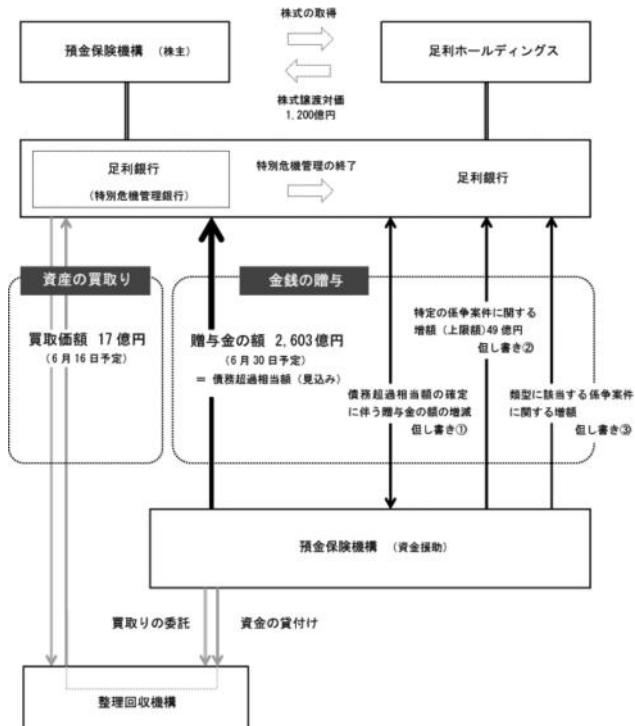 株式の取得
預金保険機構 (株主)
足利ホールディングス
株式譲渡対価
1,200億円
足利銀行
(特別危機管理銀行)
特別危機管理の終了
足利銀行
資産の買取り
金銭の贈与
買取価額 17億円
(6月16日予定)
贈与金の額 2,603億円
(6月30日予定)
= 債務超過相当額(見込み)
特定の係争案件に関する
増額(上限額)49億円
但し書き②
債務超過相当額の確定
に伴う贈与金の額の増減
但し書き①
類型に該当する係争案件
に関する増額
但し書き③
預金保険機構 (資金援助)
買取りの委託
資金の貸付け
整理回収機構